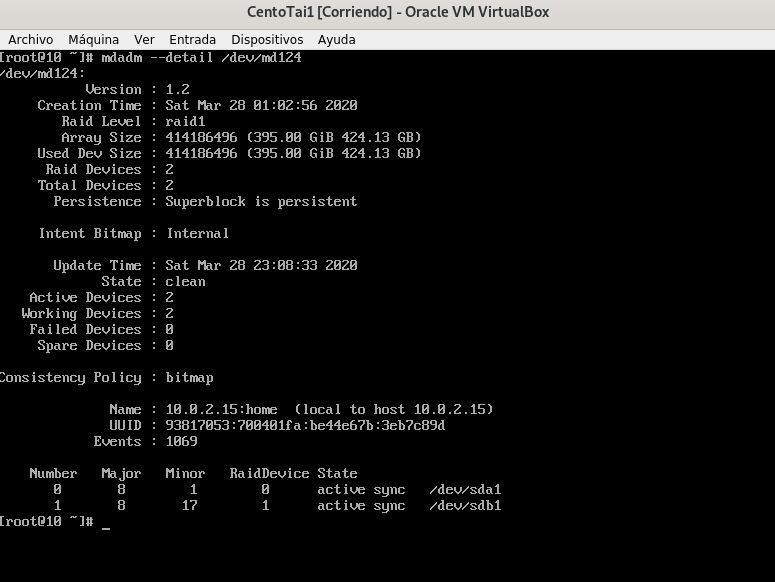 CentoTai1 [Corriendo] - Oracle VM VirtualBox
Archivo Máquina Ver Entrada Dispositivos Ayuda
[root@10 ~]# mdadm --detail /dev/md124
/dev/md124:
Version : 1.2
Creation Time : Sat Mar 28 01:02:56 2020
Raid Level : raid1
Array Size : 414186496 (395.00 GiB 424.13 GB)
Used Dev Size : 414186496 (395.00 GiB 424.13 GB)
Raid Devices : 2
Total Devices : 2
Persistence : Superblock is persistent
Intent Bitmap : Internal
Update Time : Sat Mar 28 23:08:33 2020
State : clean
Active Devices : 2
Working Devices : 2
Failed Devices : 0
Spare Devices : 0
Consistency Policy : bitmap
Name : 10.0.2.15:home  (local to host 10.0.2.15)
UUID : 93817053:700401fa:be44e67b:3eb7c89d
Events : 1069
Number Major Minor RaidDevice State
0 8 1 0 active sync /dev/sda1
1 8 17 1 active sync /dev/sdb1
[root@10 ~]# _